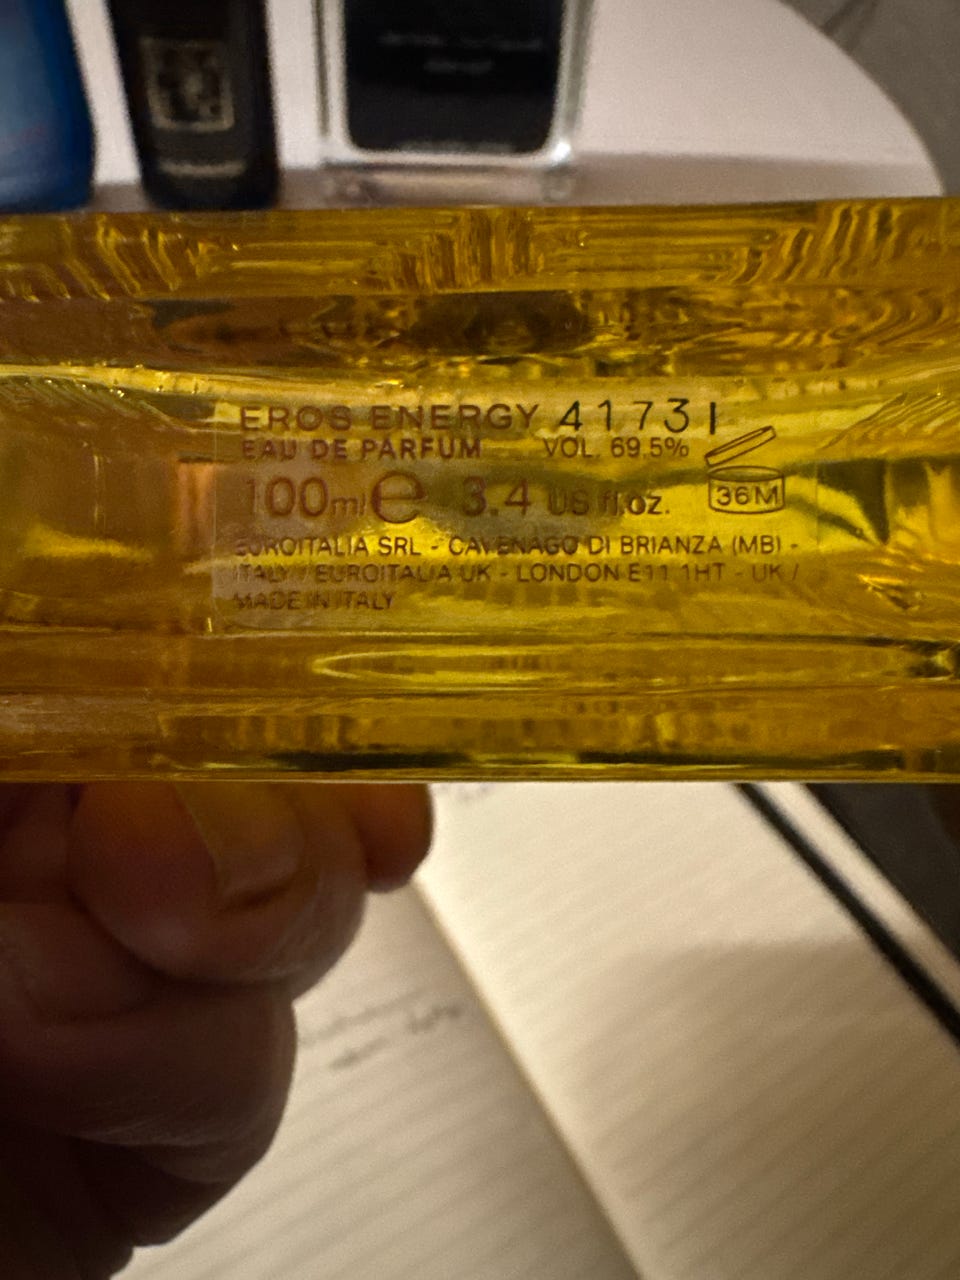 EROS ENERGY 41731
EAU DE PARFUM VOL. 69.5%
100ml e 3.4 US fl.oz. 36M
EUROITALIA SRL - CAVENAGO DI BRIANZA (MB) -
ITALY / EUROITALIA UK - LONDON E11 1HT - UK /
MADE IN ITALY